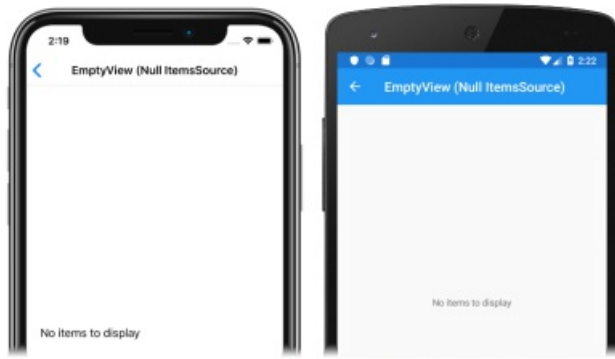 2:19
EmptyView (Null ItemsSource)
No items to display
2:22
EmptyView (Null ItemsSource)
No items to display